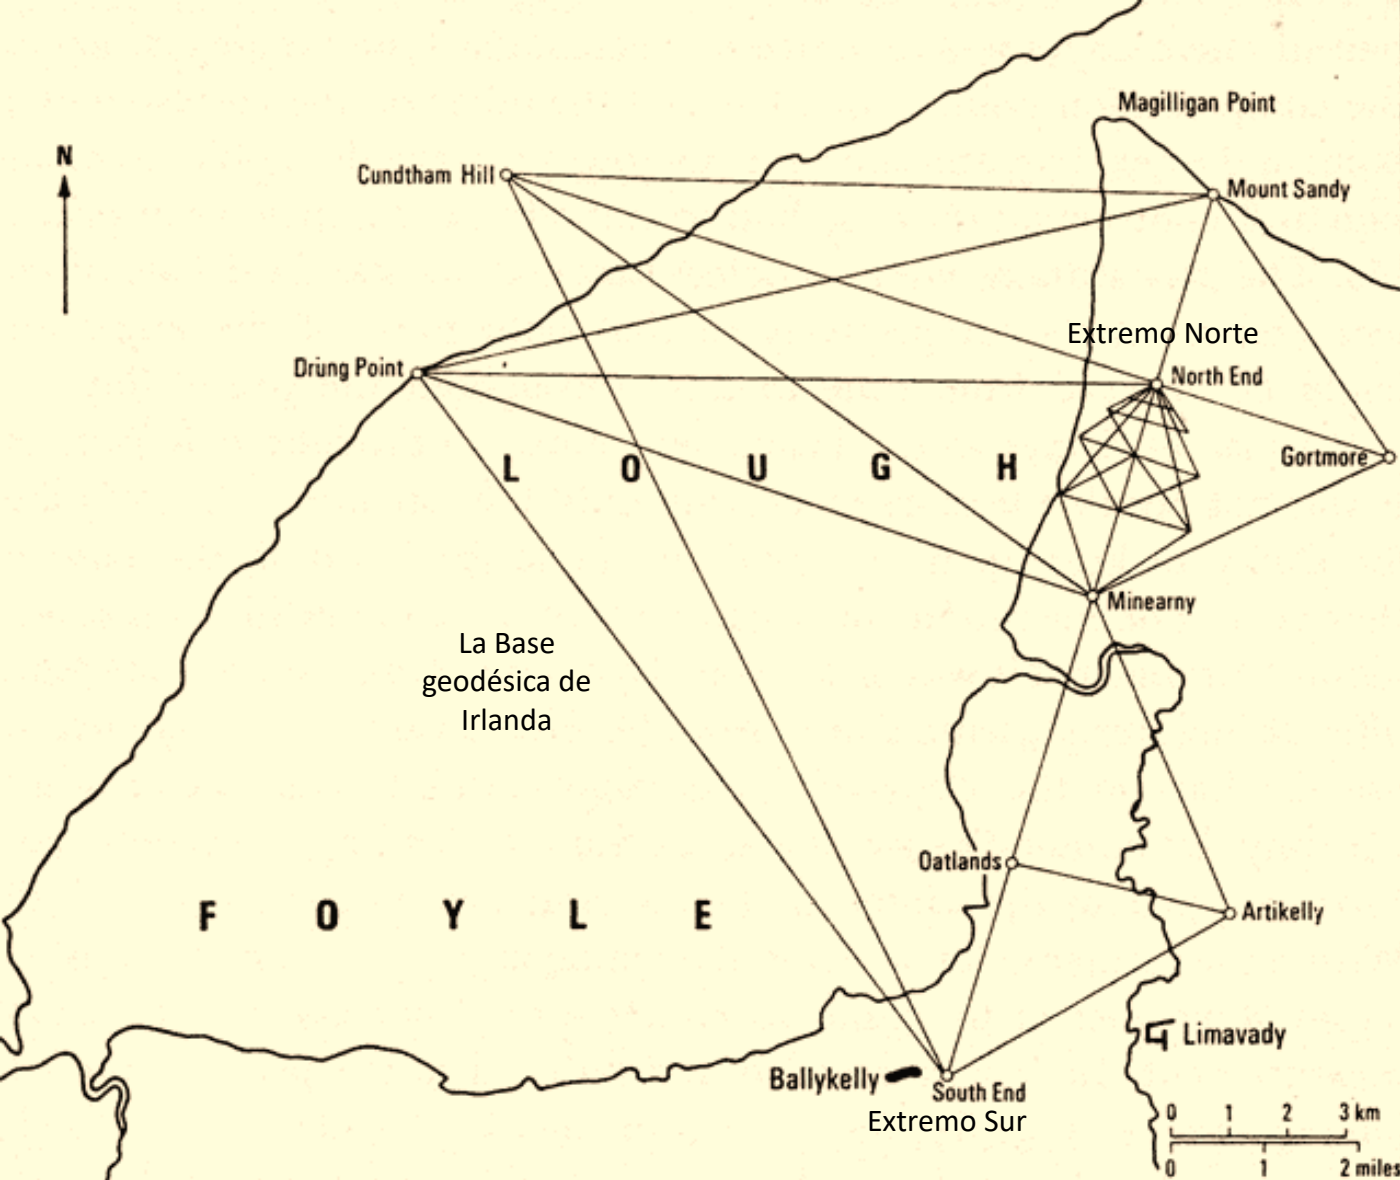 Magilligan Point
N
Cundtham Hill
Mount Sandy
Extremo Norte
Drung Point
North End
Gortmore
L O U G H
Minearny
La Base
geodésica de
Irlanda
Oatlands
F O Y L E
Artikelly
Limavady
Ballykelly
South End
Extremo Sur
0 1 2 3 km
0 1 2 miles